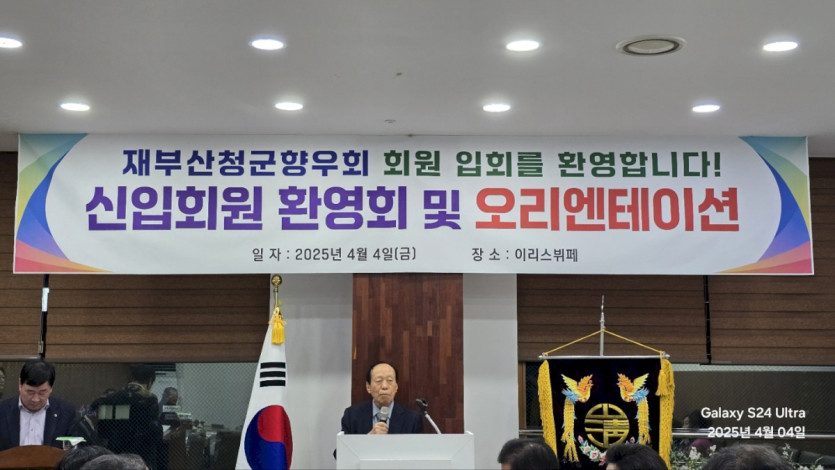 재부산청군향우회 회원 입회를 환영합니다!
신입회원 환영회 및 오리엔테이션
일 자 : 2025년 4월 4일(금) 장 소 : 이리스뷔페
Galaxy S24 Ultra
2025년 4월 04일